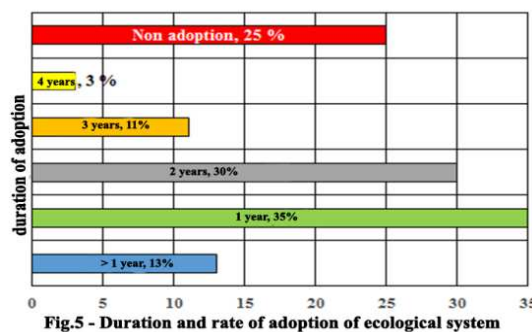 Non adoption, 25 %
4 years, 3 %
3 years, 11%
2 years, 30%
1 year, 35%
> 1 year, 13%
duration of adoption
0 5 10 15 20 25 30 35
Fig.5 - Duration and rate of adoption of ecological system